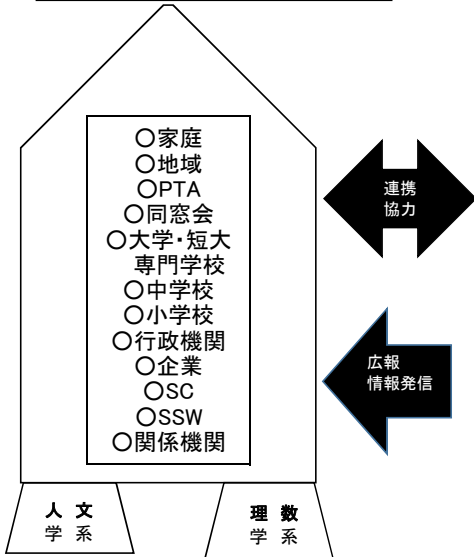 ○家庭
○地域
○PTA
○同窓会
○大学・短大
専門学校
○中学校
○小学校
○行政機関
○企業
○SC
○SSW
○関係機関
連携
協力
広報
情報発信
人 文
学 系
理 数
学 系